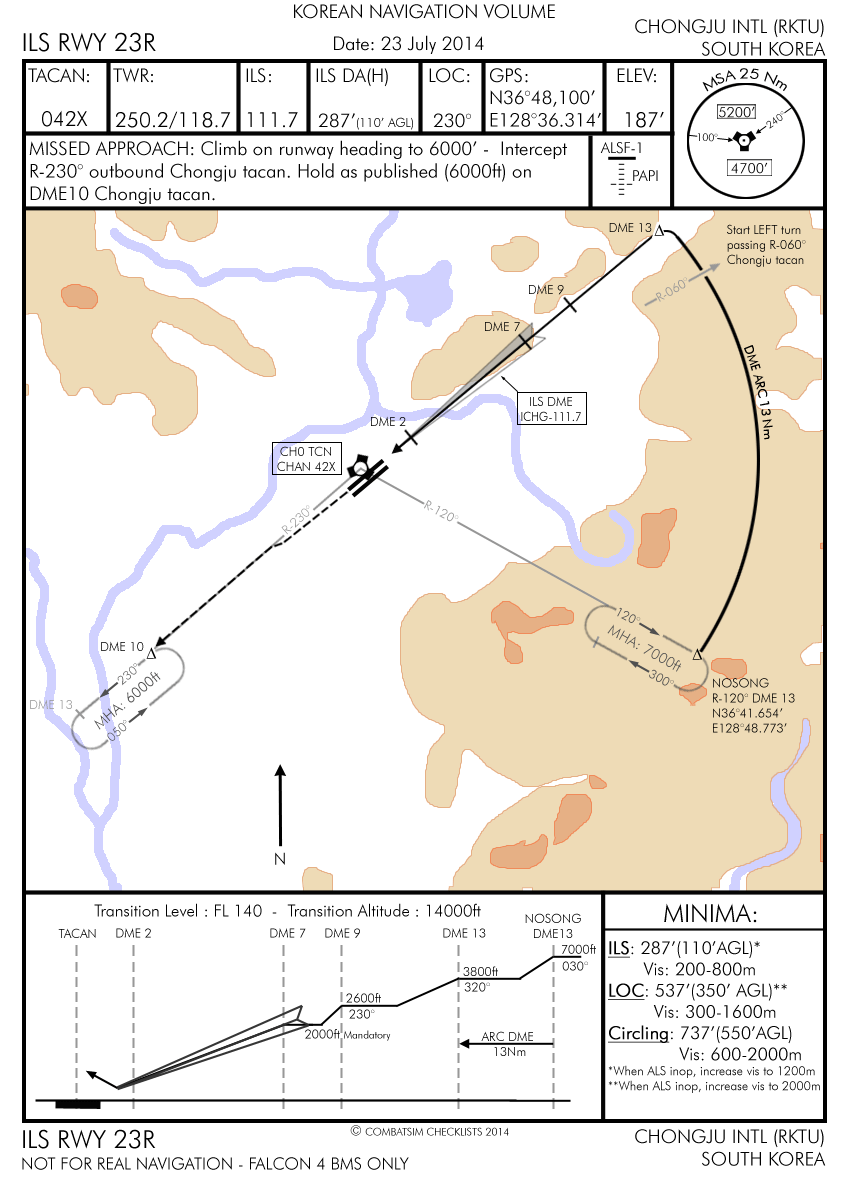 KOREAN NAVIGATION VOLUME
ILS RWY 23R
Date: 23 July 2014
CHONGJU INTL (RKTU)
SOUTH KOREA
TACAN:
042X
TWR:
250.2/118.7
ILS:
111.7
ILS DA(H)
287'(110' AGL)
LOC:
230°
GPS:
N36°48,100'
E128°36.314'
ELEV:
187'
MSA 25 Nm
5200'
100°
240°
4700'
MISSED APPROACH: Climb on runway heading to 6000' - Intercept
R-230° outbound Chongju tacan. Hold as published (6000ft) on
DME10 Chongju tacan.
ALSF-1
PAPI
DME 13
Start LEFT turn
passing R-060°
Chongju tacan
R-060°
DME 9
DME 7
DME ARC 13 Nm
ILS DME
ICHG-111.7
DME 2
CH0 TCN
CHAN 42X
R-230°
R-120°
120°
MHA: 7000ft
300°
DME 10
230°
MHA: 6000ft
050°
DME 13
NOSONG
R-120° DME 13
N36°41.654'
E128°48.773'
N
Transition Level : FL 140 - Transition Altitude : 14000ft
TACAN
DME 2
DME 7
DME 9
DME 13
NOSONG
DME13
7000ft
030°
3800ft
320°
2600ft
230°
2000ft Mandatory
ARC DME
13Nm
MINIMA:
ILS: 287'(110'AGL)*
Vis: 200-800m
LOC: 537'(350' AGL)**
Vis: 300-1600m
Circling: 737'(550'AGL)
Vis: 600-2000m
*When ALS inop, increase vis to 1200m
**When ALS inop, increase vis to 2000m
ILS RWY 23R
© COMBATSIM CHECKLISTS 2014
CHONGJU INTL (RKTU)
NOT FOR REAL NAVIGATION - FALCON 4 BMS ONLY
SOUTH KOREA